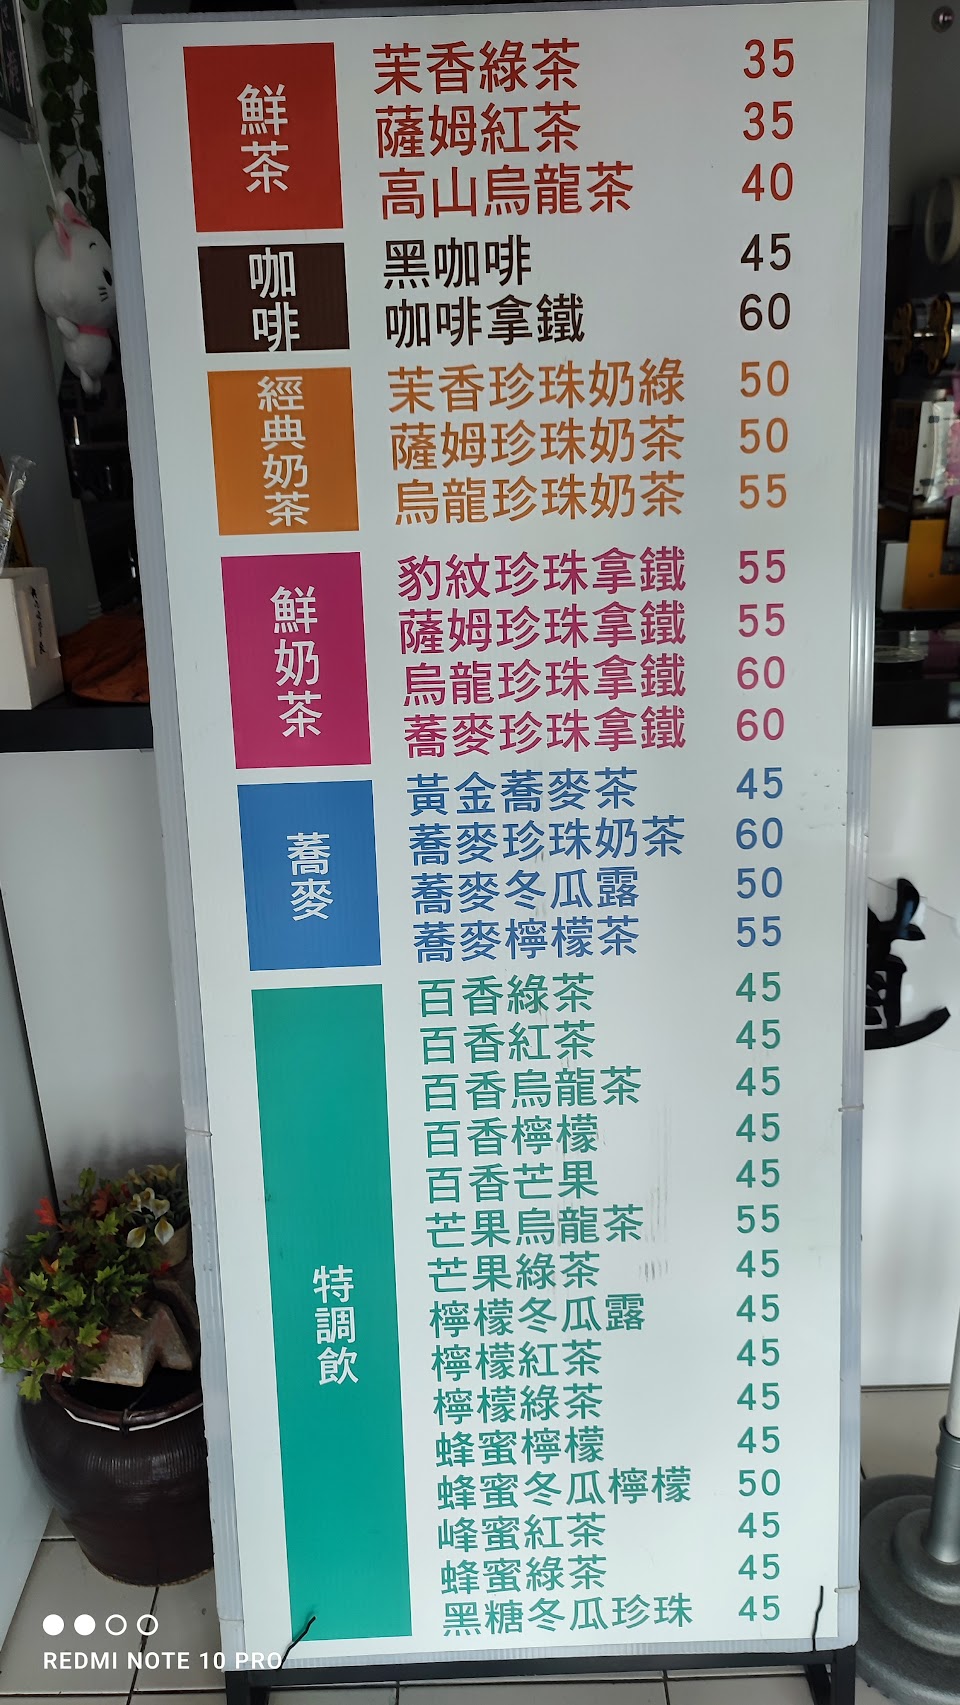 鮮茶
茉香綠茶 35
薩姆紅茶 35
高山烏龍茶 40
咖啡
黑咖啡 45
咖啡拿鐵 60
經典奶茶
茉香珍珠奶綠 50
薩姆珍珠奶茶 50
烏龍珍珠奶茶 55
鮮奶茶
豹紋珍珠拿鐵 55
薩姆珍珠拿鐵 55
烏龍珍珠拿鐵 60
蕎麥珍珠拿鐵 60
蕎麥
黃金蕎麥茶 45
蕎麥珍珠奶茶 60
蕎麥冬瓜露 50
蕎麥檸檬茶 55
特調飲
百香綠茶 45
百香紅茶 45
百香烏龍茶 45
百香檸檬 45
百香芒果 45
芒果烏龍茶 55
芒果綠茶 45
檸檬冬瓜露 45
檸檬紅茶 45
檸檬綠茶 45
蜂蜜檸檬 45
蜂蜜冬瓜檸檬 50
峰蜜紅茶 45
蜂蜜綠茶 45
黑糖冬瓜珍珠 45
REDMI NOTE 10 PRO